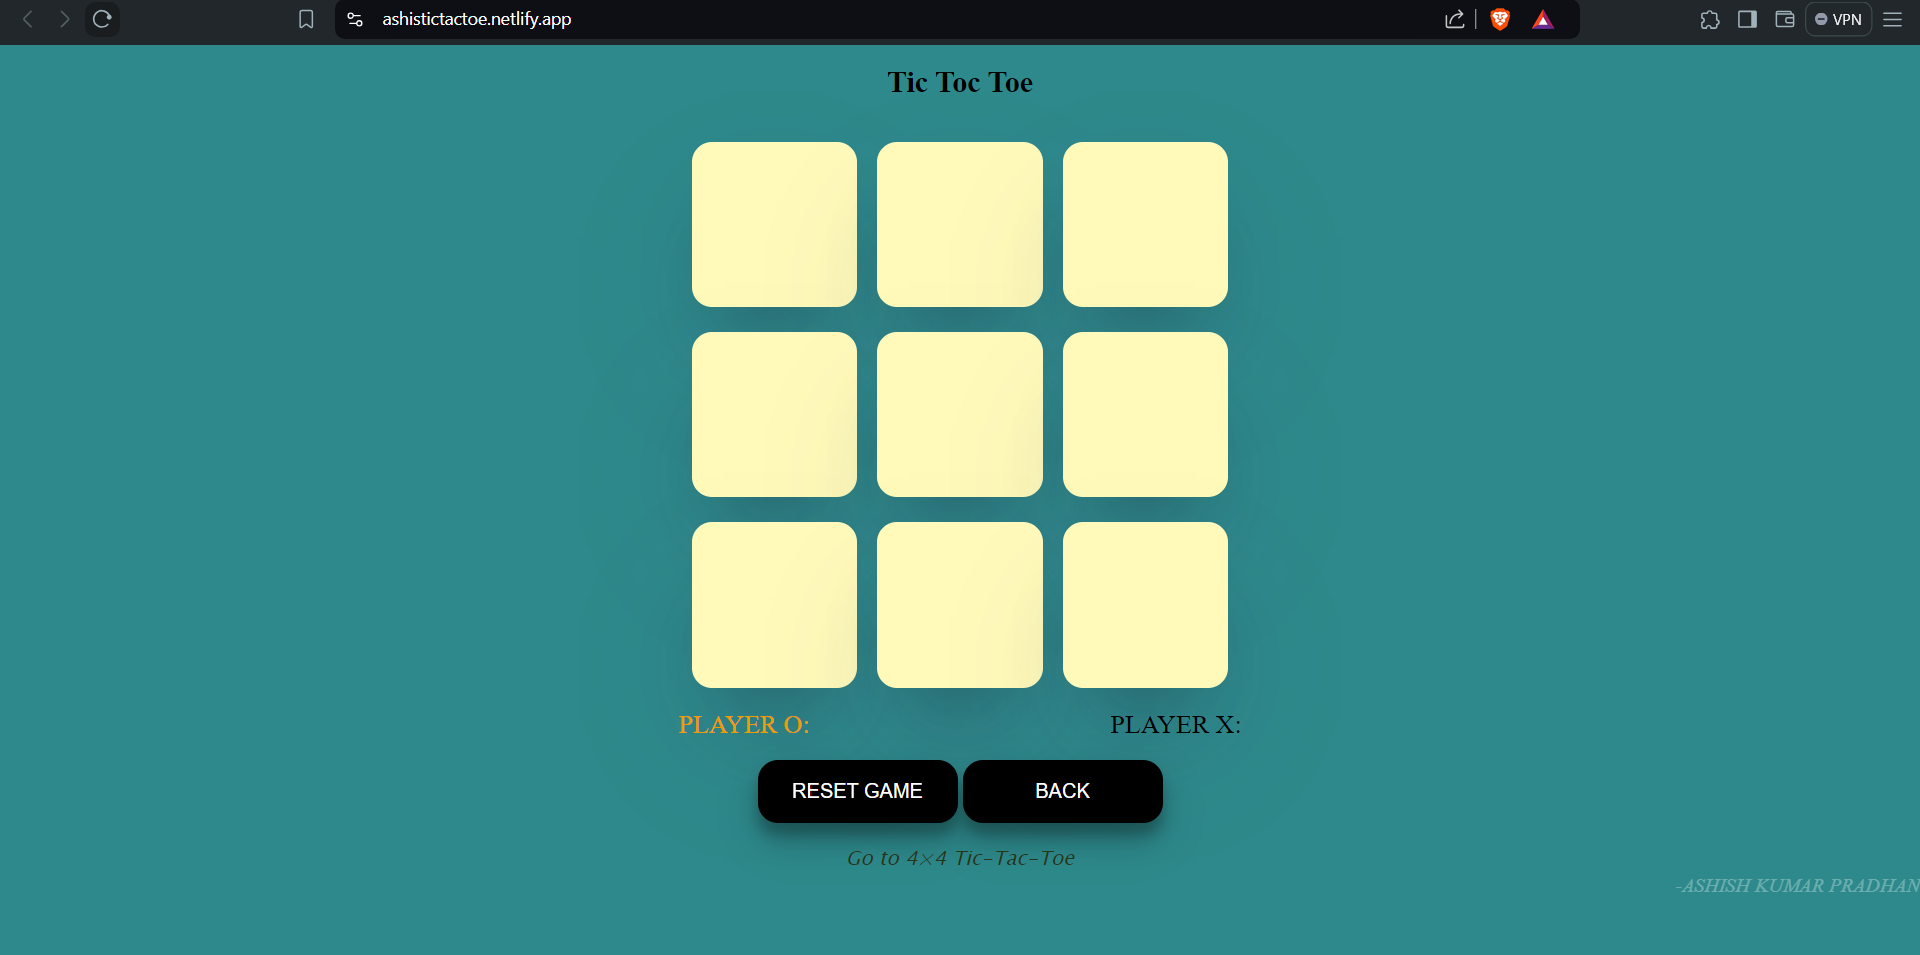 ashistictactoe.netlify.app
VPN
Tic Toc Toe
PLAYER O:
PLAYER X:
RESET GAME
BACK
Go to 4×4 Tic-Tac-Toe
-ASHISH KUMAR PRADHAN